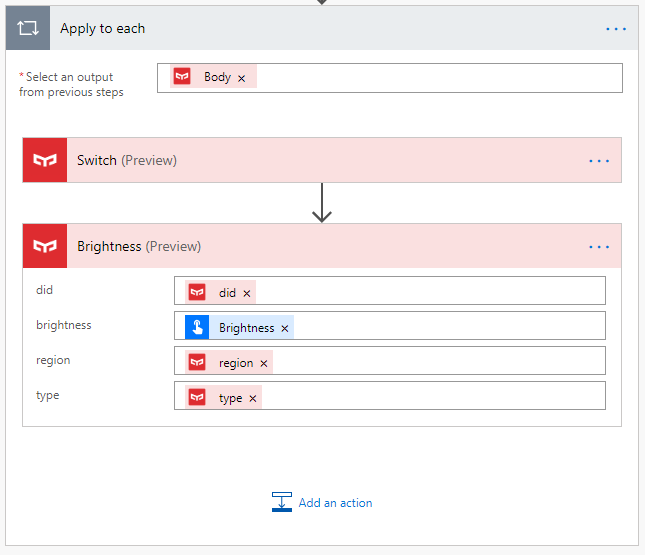 Apply to each
...
* Select an output
from previous steps
Body ×
Switch (Preview)
...
Brightness (Preview)
...
did
did ×
brightness
Brightness ×
region
region ×
type
type ×
Add an action